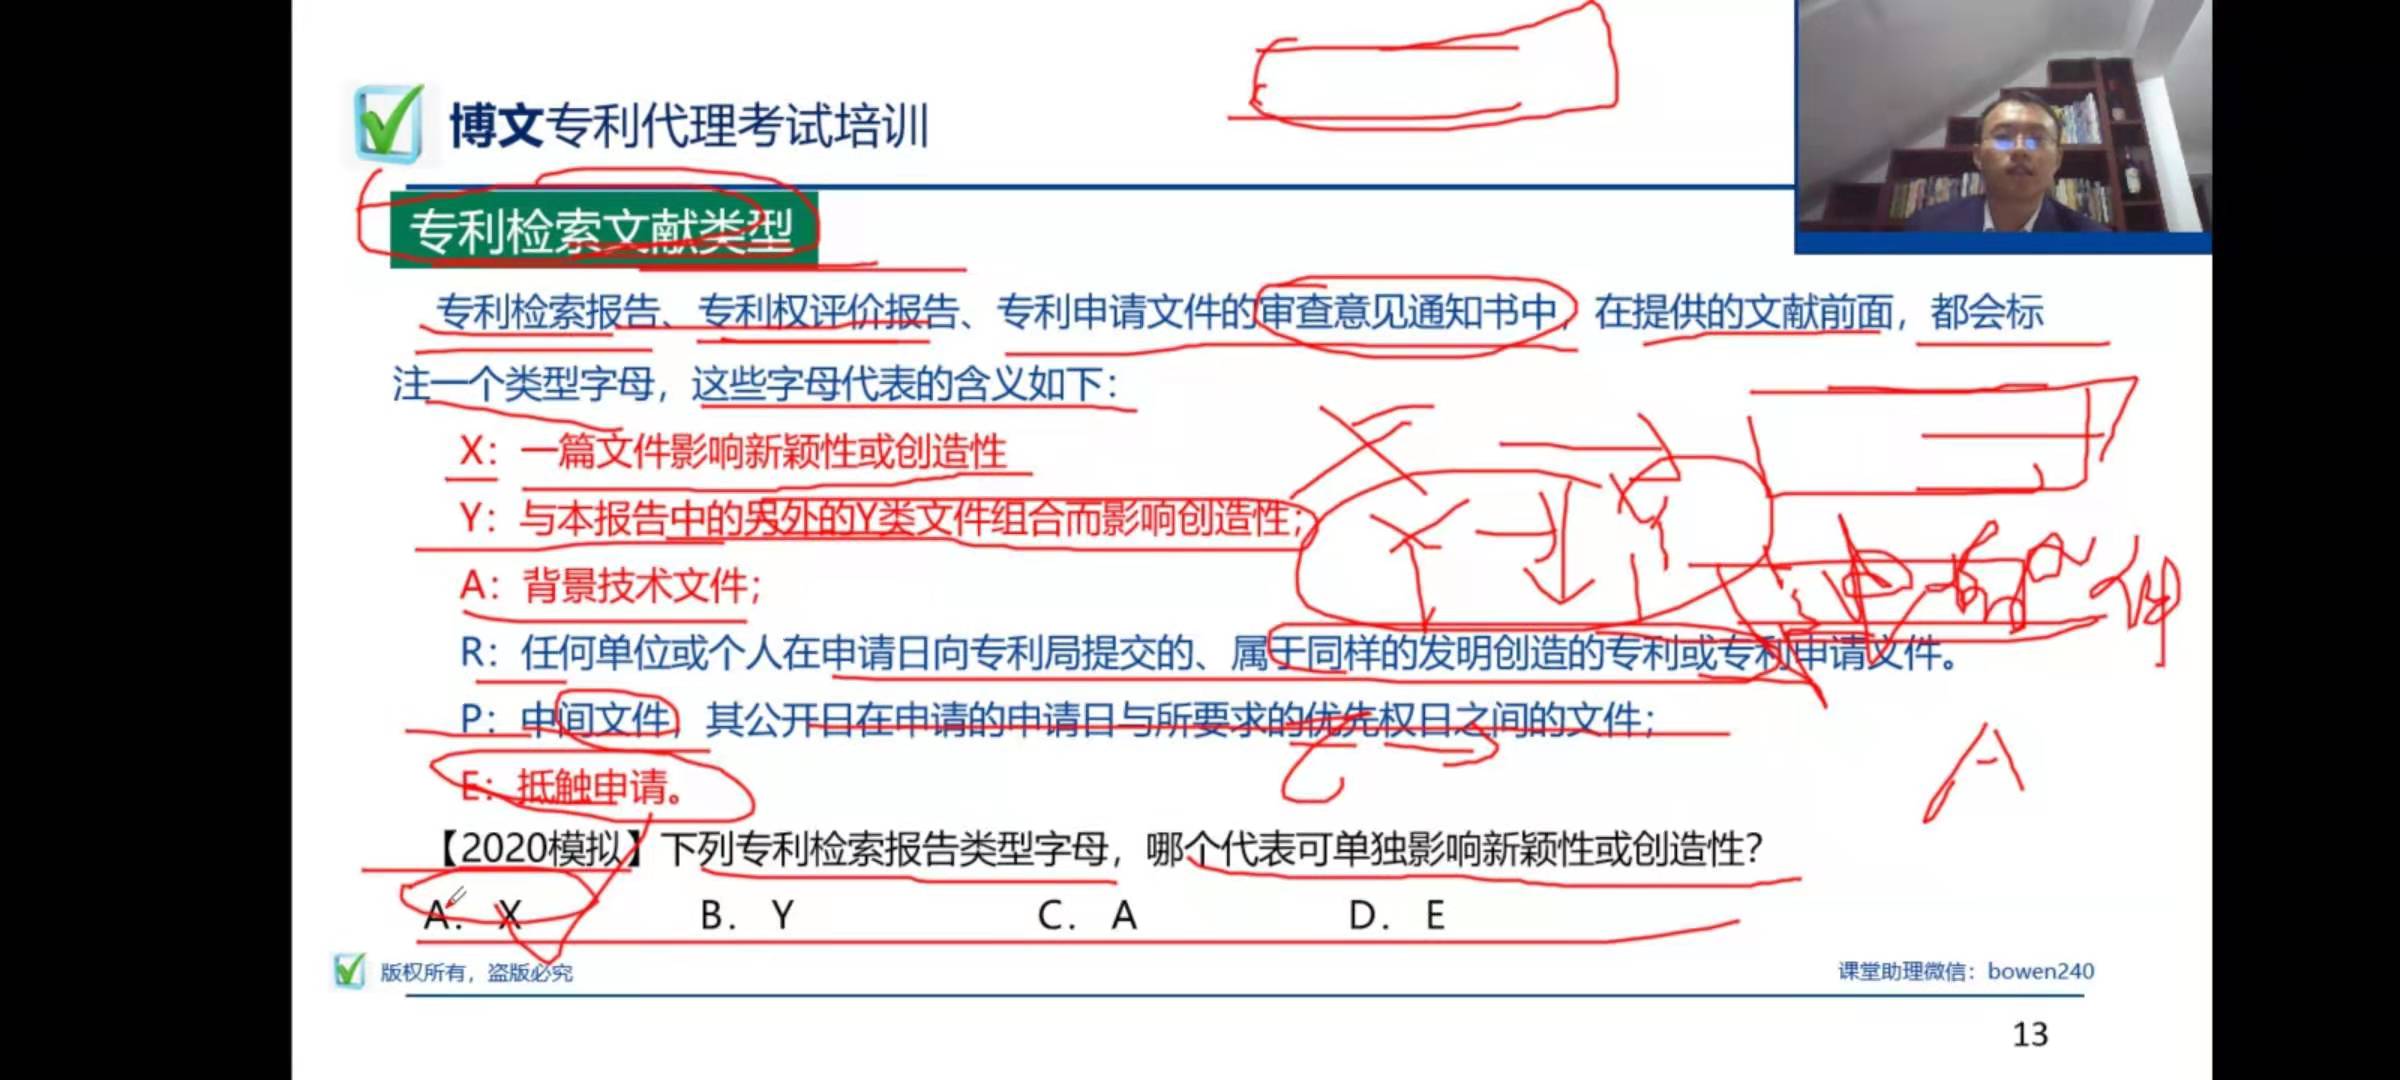 博文专利代理考试培训
专利检索文献类型
专利检索报告、专利权评价报告、专利申请文件的审查意见通知书中，在提供的文献前面，都会标
注一个类型字母，这些字母代表的含义如下：
X：一篇文件影响新颖性或创造性
Y：与本报告中的另外的Y类文件组合而影响创造性；
A：背景技术文件；
R：任何单位或个人在申请日向专利局提交的、属于同样的发明创造的专利或专利申请文件。
P：中间文件，其公开日在申请的申请日与所要求的优先权日之间的文件；
E：抵触申请。
A
【2020模拟】下列专利检索报告类型字母，哪个代表可单独影响新颖性或创造性？
A. X B. Y C. A D. E
版权所有，盗版必究 课堂助理微信：bowen240
13